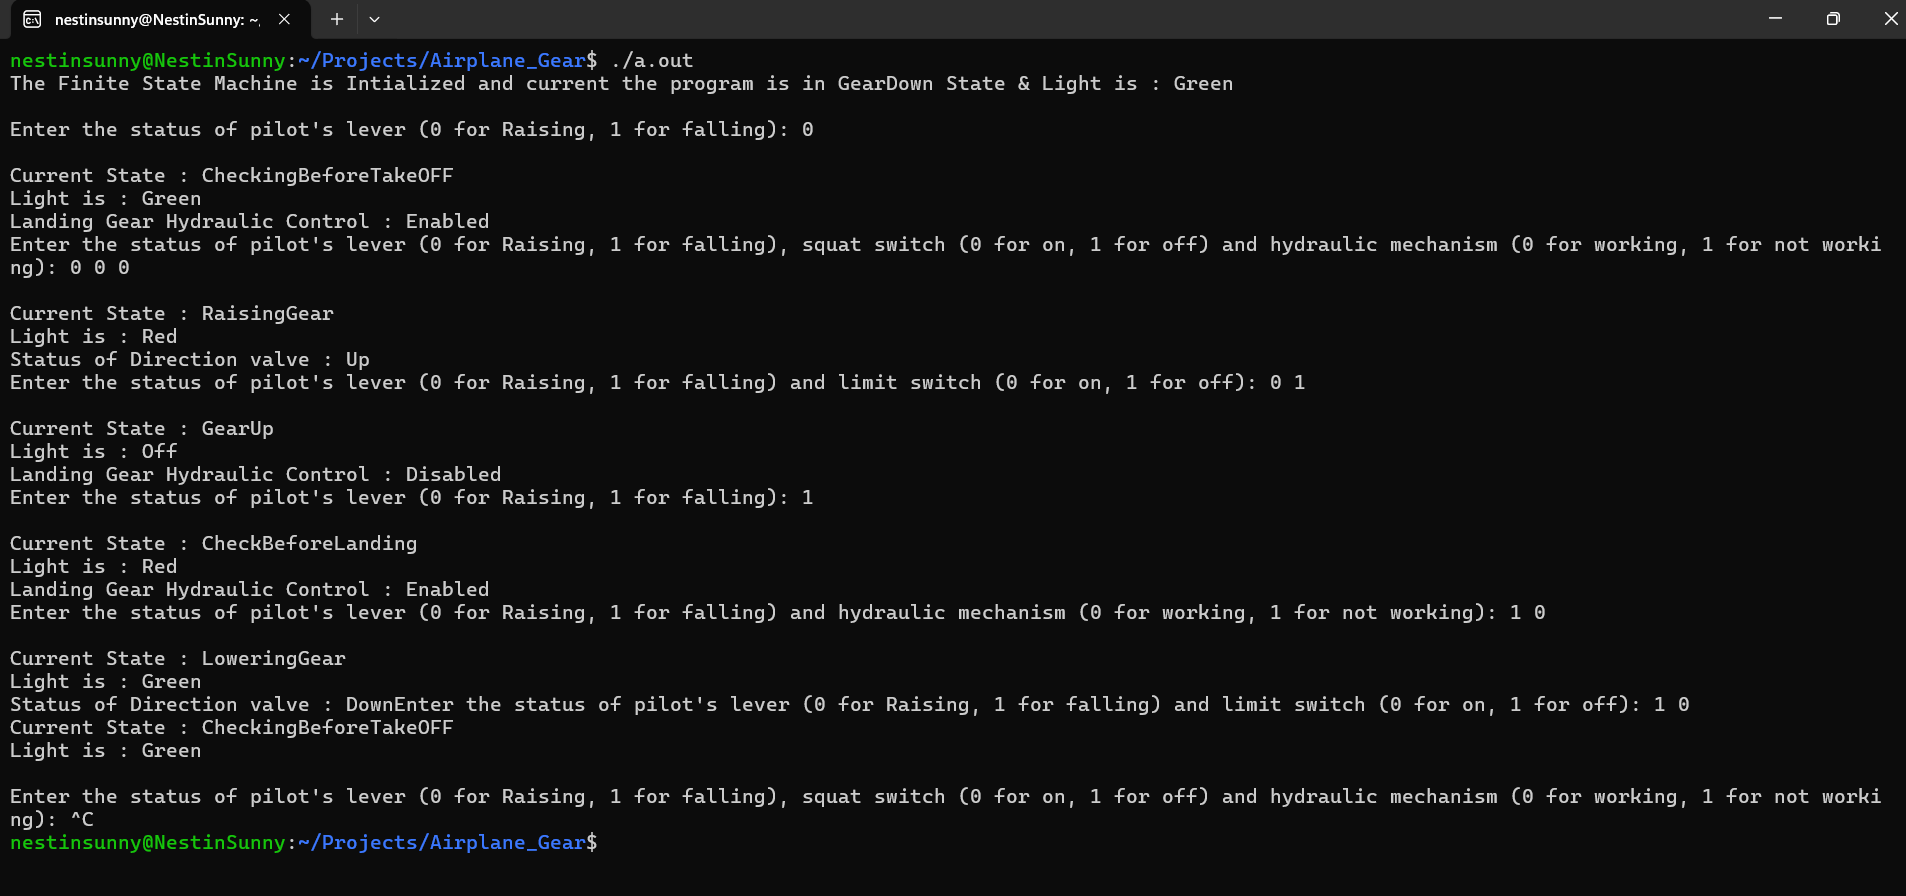 nestinsunny@NestinSunny: ~,
nestinsunny@NestinSunny:~/Projects/Airplane_Gear$ ./a.out
The Finite State Machine is Intialized and current the program is in GearDown State & Light is : Green
Enter the status of pilot's lever (0 for Raising, 1 for falling): 0
Current State : CheckingBeforeTakeOFF
Light is : Green
Landing Gear Hydraulic Control : Enabled
Enter the status of pilot's lever (0 for Raising, 1 for falling), squat switch (0 for on, 1 for off) and hydraulic mechanism (0 for working, 1 for not worki
ng): 0 0 0
Current State : RaisingGear
Light is : Red
Status of Direction valve : Up
Enter the status of pilot's lever (0 for Raising, 1 for falling) and limit switch (0 for on, 1 for off): 0 1
Current State : GearUp
Light is : Off
Landing Gear Hydraulic Control : Disabled
Enter the status of pilot's lever (0 for Raising, 1 for falling): 1
Current State : CheckBeforeLanding
Light is : Red
Landing Gear Hydraulic Control : Enabled
Enter the status of pilot's lever (0 for Raising, 1 for falling) and hydraulic mechanism (0 for working, 1 for not working): 1 0
Current State : LoweringGear
Light is : Green
Status of Direction valve : DownEnter the status of pilot's lever (0 for Raising, 1 for falling) and limit switch (0 for on, 1 for off): 1 0
Current State : CheckingBeforeTakeOFF
Light is : Green
Enter the status of pilot's lever (0 for Raising, 1 for falling), squat switch (0 for on, 1 for off) and hydraulic mechanism (0 for working, 1 for not worki
ng): ^C
nestinsunny@NestinSunny:~/Projects/Airplane_Gear$